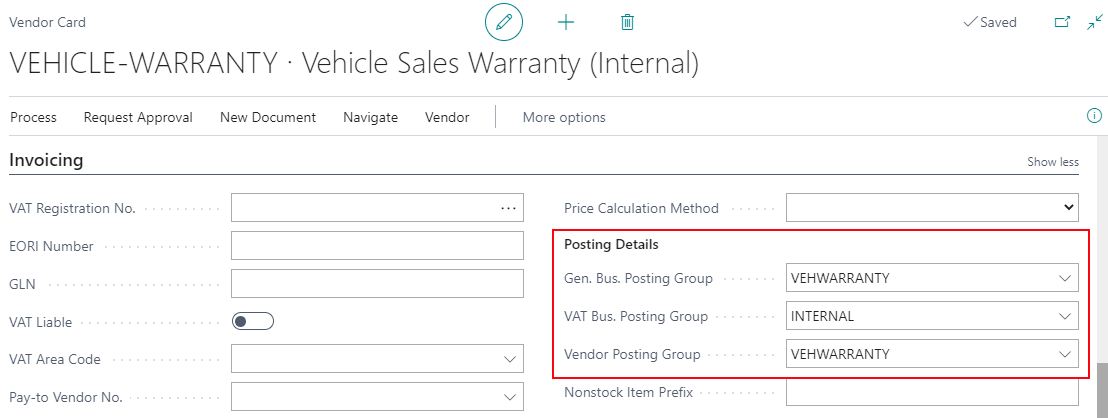 Vendor Card
Saved
VEHICLE-WARRANTY · Vehicle Sales Warranty (Internal)
Process Request Approval New Document Navigate Vendor More options
Invoicing
Show less
VAT Registration No.
EORI Number
GLN
VAT Liable
VAT Area Code
Pay-to Vendor No.
Price Calculation Method
Posting Details
Gen. Bus. Posting Group VEHWARRANTY
VAT Bus. Posting Group INTERNAL
Vendor Posting Group VEHWARRANTY
Nonstock Item Prefix